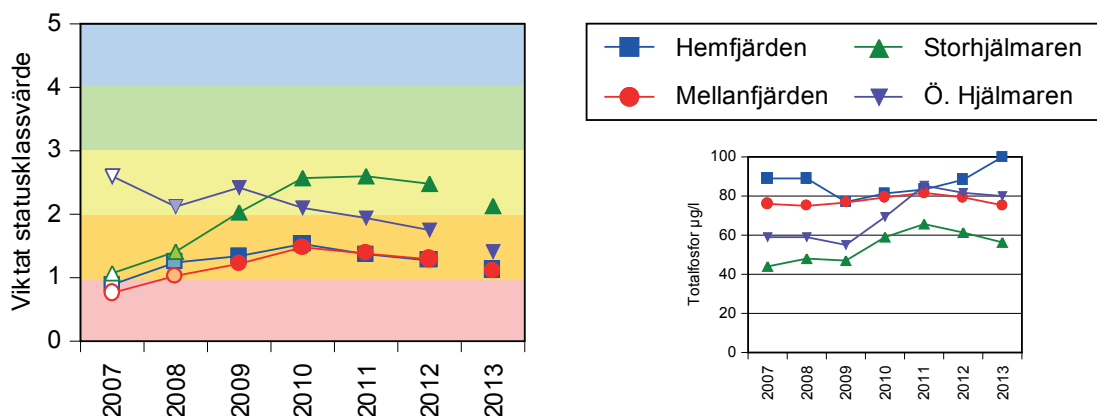 Viktat statusklassvärde
5
4
3
2
1
0
2007 2008 2009 2010 2011 2012 2013
Hemfjärden Storhjälmaren
Mellanfjärden Ö. Hjälmaren
Totalfosfor µg/l
100
80
60
40
20
0
2007 2008 2009 2010 2011 2012 2013